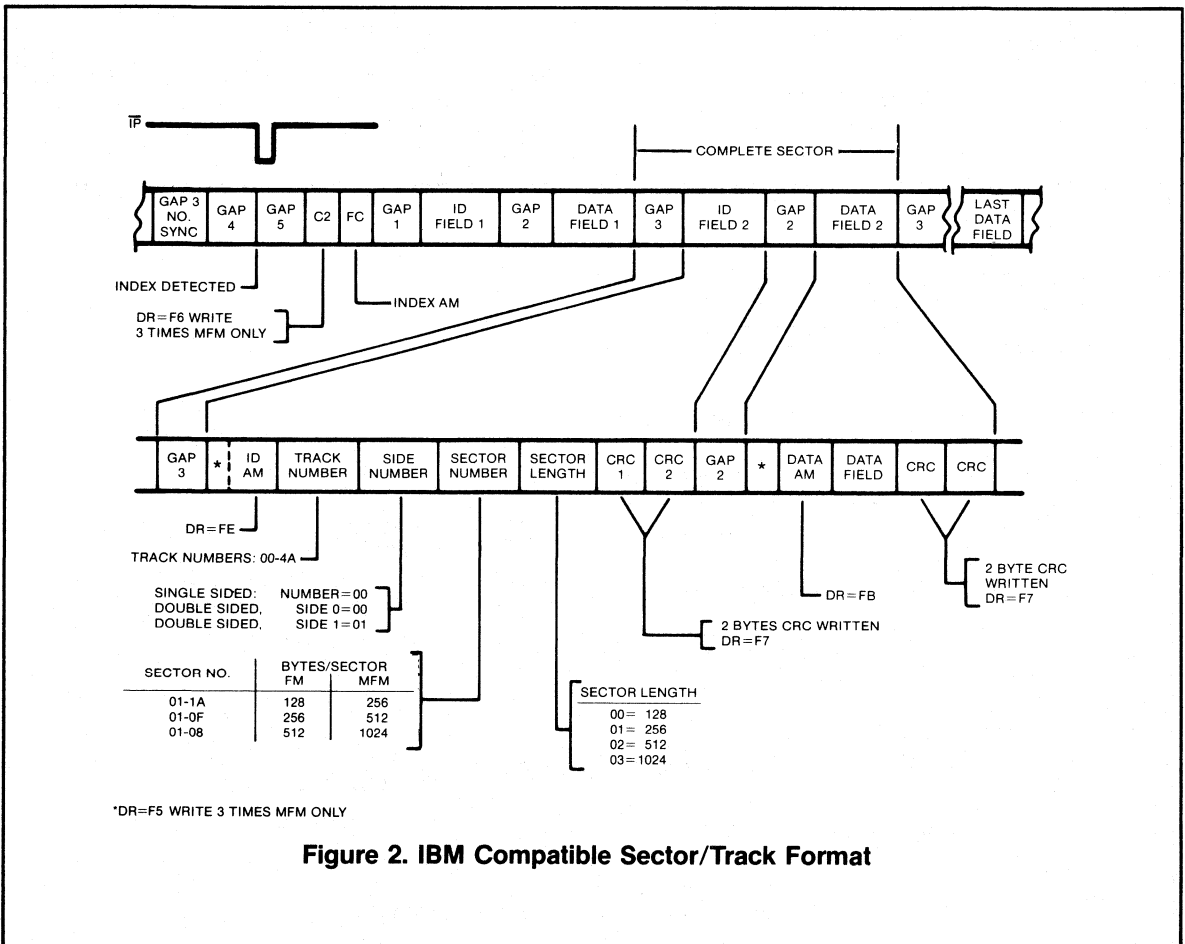 IP
COMPLETE SECTOR
GAP 3 NO. SYNC
GAP 4
GAP 5
C2
FC
GAP 1
ID FIELD 1
GAP 2
DATA FIELD 1
GAP 3
ID FIELD 2
GAP 2
DATA FIELD 2
GAP 3
LAST DATA FIELD
INDEX DETECTED
INDEX AM
DR=F6 WRITE
3 TIMES MFM ONLY
GAP 3
*
ID AM
TRACK NUMBER
SIDE NUMBER
SECTOR NUMBER
SECTOR LENGTH
CRC 1
CRC 2
GAP 2
*
DATA AM
DATA FIELD
CRC
CRC
DR=FE
TRACK NUMBERS: 00-4A
SINGLE SIDED: NUMBER=00
DOUBLE SIDED, SIDE 0=00
DOUBLE SIDED, SIDE 1=01
DR=FB
2 BYTE CRC
WRITTEN
DR=F7
2 BYTES CRC WRITTEN
DR=F7
SECTOR NO. BYTES/SECTOR
FM MFM
01-1A 128 256
01-0F 256 512
01-08 512 1024
SECTOR LENGTH
00= 128
01= 256
02= 512
03=1024
*DR=F5 WRITE 3 TIMES MFM ONLY
Figure 2. IBM Compatible Sector/Track Format